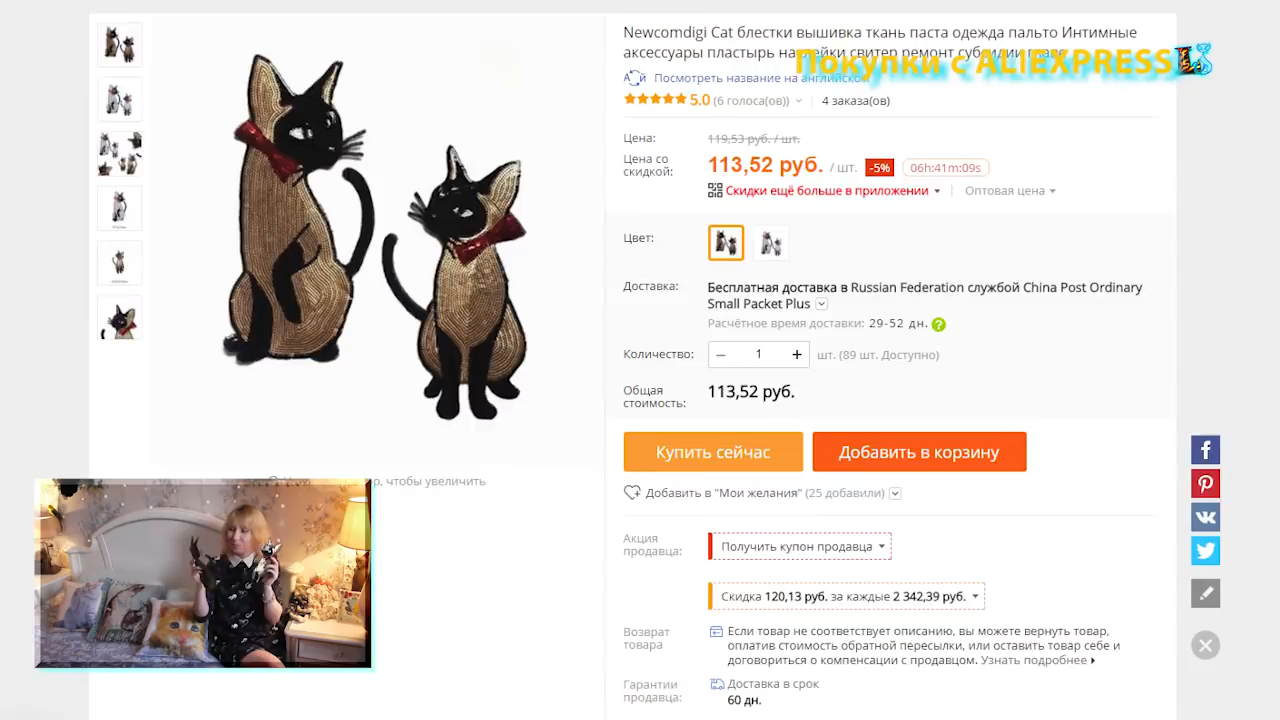 Newcomdigi Cat блестки вышивка ткань паста одежда пальто Интимные
аксессуары пластырь наклейки свитер ремонт субсидии
Покупки с ALIEXPRESS
Посмотреть название на английском
5.0 (6 голоса(ов)) 4 заказа(ов)
Цена: 119,53 руб. / шт.
Цена со скидкой: 113,52 руб. / шт. -5% 06h:41m:09s
Скидки ещё больше в приложении Оптовая цена
Цвет:
Доставка: Бесплатная доставка в Russian Federation службой China Post Ordinary
Small Packet Plus
Расчётное время доставки: 29-52 дн. ?
Количество: − 1 + шт. (89 шт. Доступно)
Общая стоимость: 113,52 руб.
Купить сейчас Добавить в корзину
чтобы увеличить
Добавить в "Мои желания" (25 добавили)
Акция продавца: Получить купон продавца
Скидка 120,13 руб. за каждые 2 342,39 руб.
Возврат товара Если товар не соответствует описанию, вы можете вернуть товар,
оплатив стоимость обратной пересылки, или оставить товар себе и
договориться о компенсации с продавцом. Узнать подробнее
Гарантии продавца: Доставка в срок
60 дн.